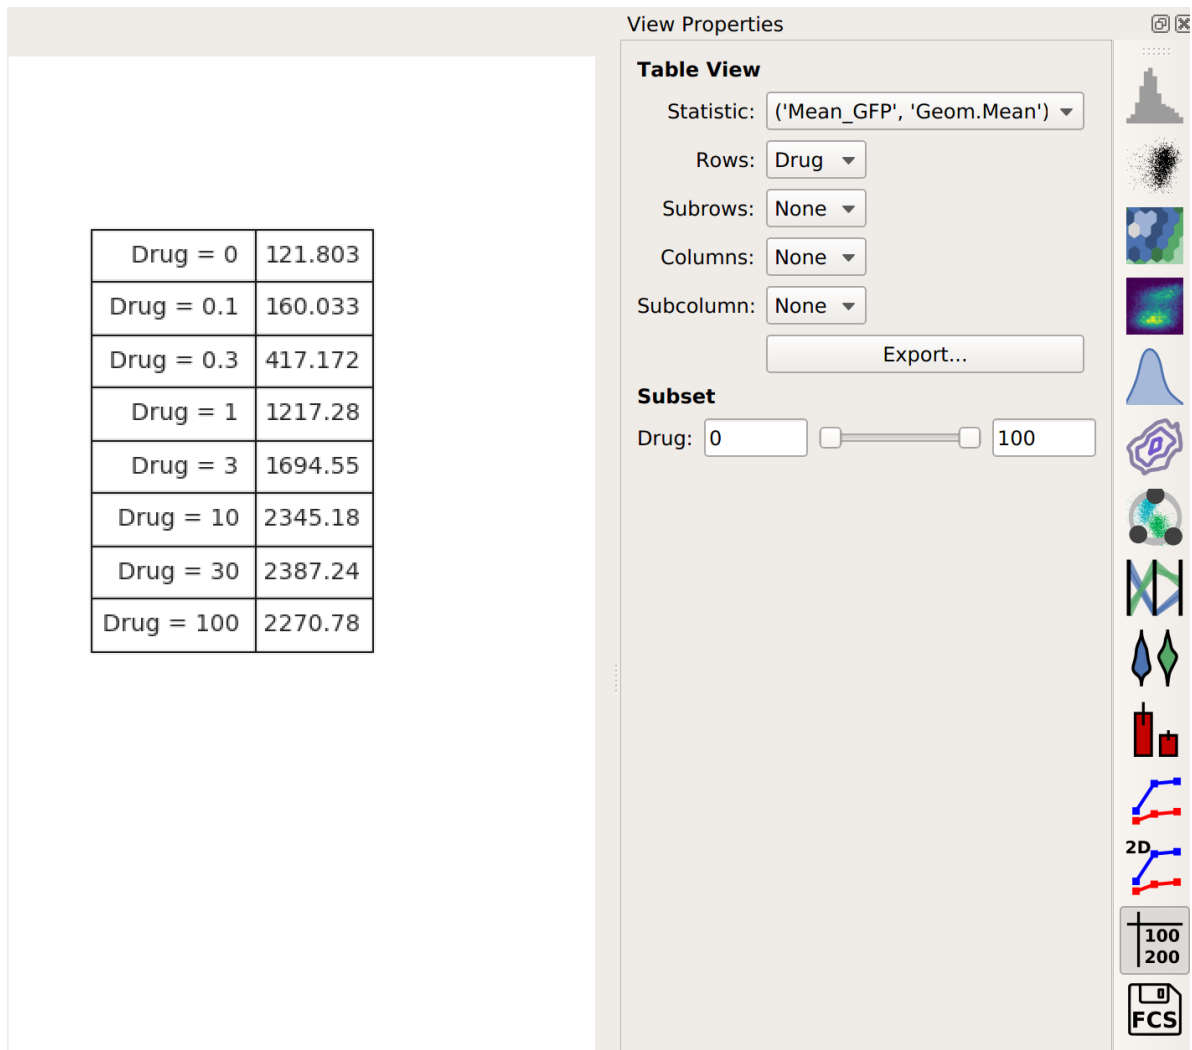 View Properties
Table View
Statistic: ('Mean_GFP', 'Geom.Mean')
Rows: Drug
Subrows: None
Columns: None
Subcolumn: None
Export...
Subset
Drug: 0 100
Drug = 0 121.803
Drug = 0.1 160.033
Drug = 0.3 417.172
Drug = 1 1217.28
Drug = 3 1694.55
Drug = 10 2345.18
Drug = 30 2387.24
Drug = 100 2270.78
2D
100
200
FCS